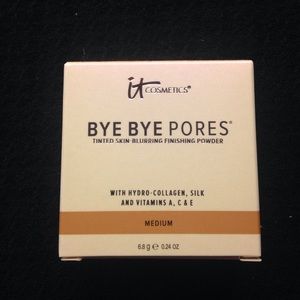 it COSMETICS®
BYE BYE PORES®
TINTED SKIN-BLURRING FINISHING POWDER
WITH HYDRO-COLLAGEN, SILK
AND VITAMINS A, C & E
MEDIUM
6.8 g ℮ 0.24 OZ